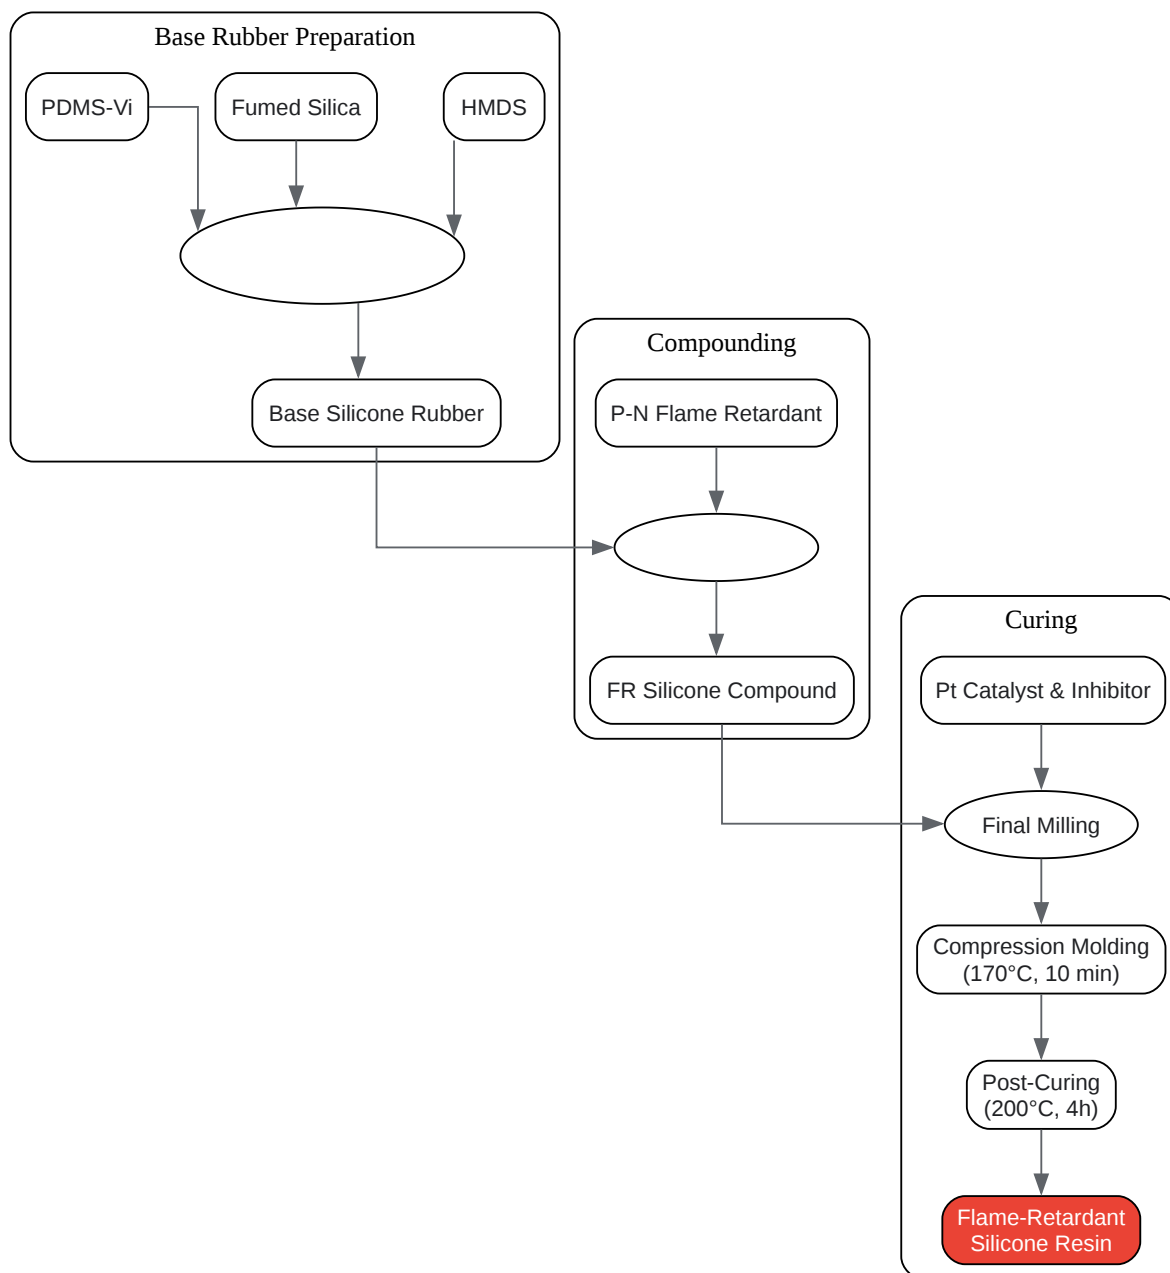 Base Rubber Preparation
PDMS-Vi
Fumed Silica
HMDS
Base Silicone Rubber
Compounding
P-N Flame Retardant
FR Silicone Compound
Curing
Pt Catalyst & Inhibitor
Final Milling
Compression Molding
(170°C, 10 min)
Post-Curing
(200°C, 4h)
Flame-Retardant
Silicone Resin